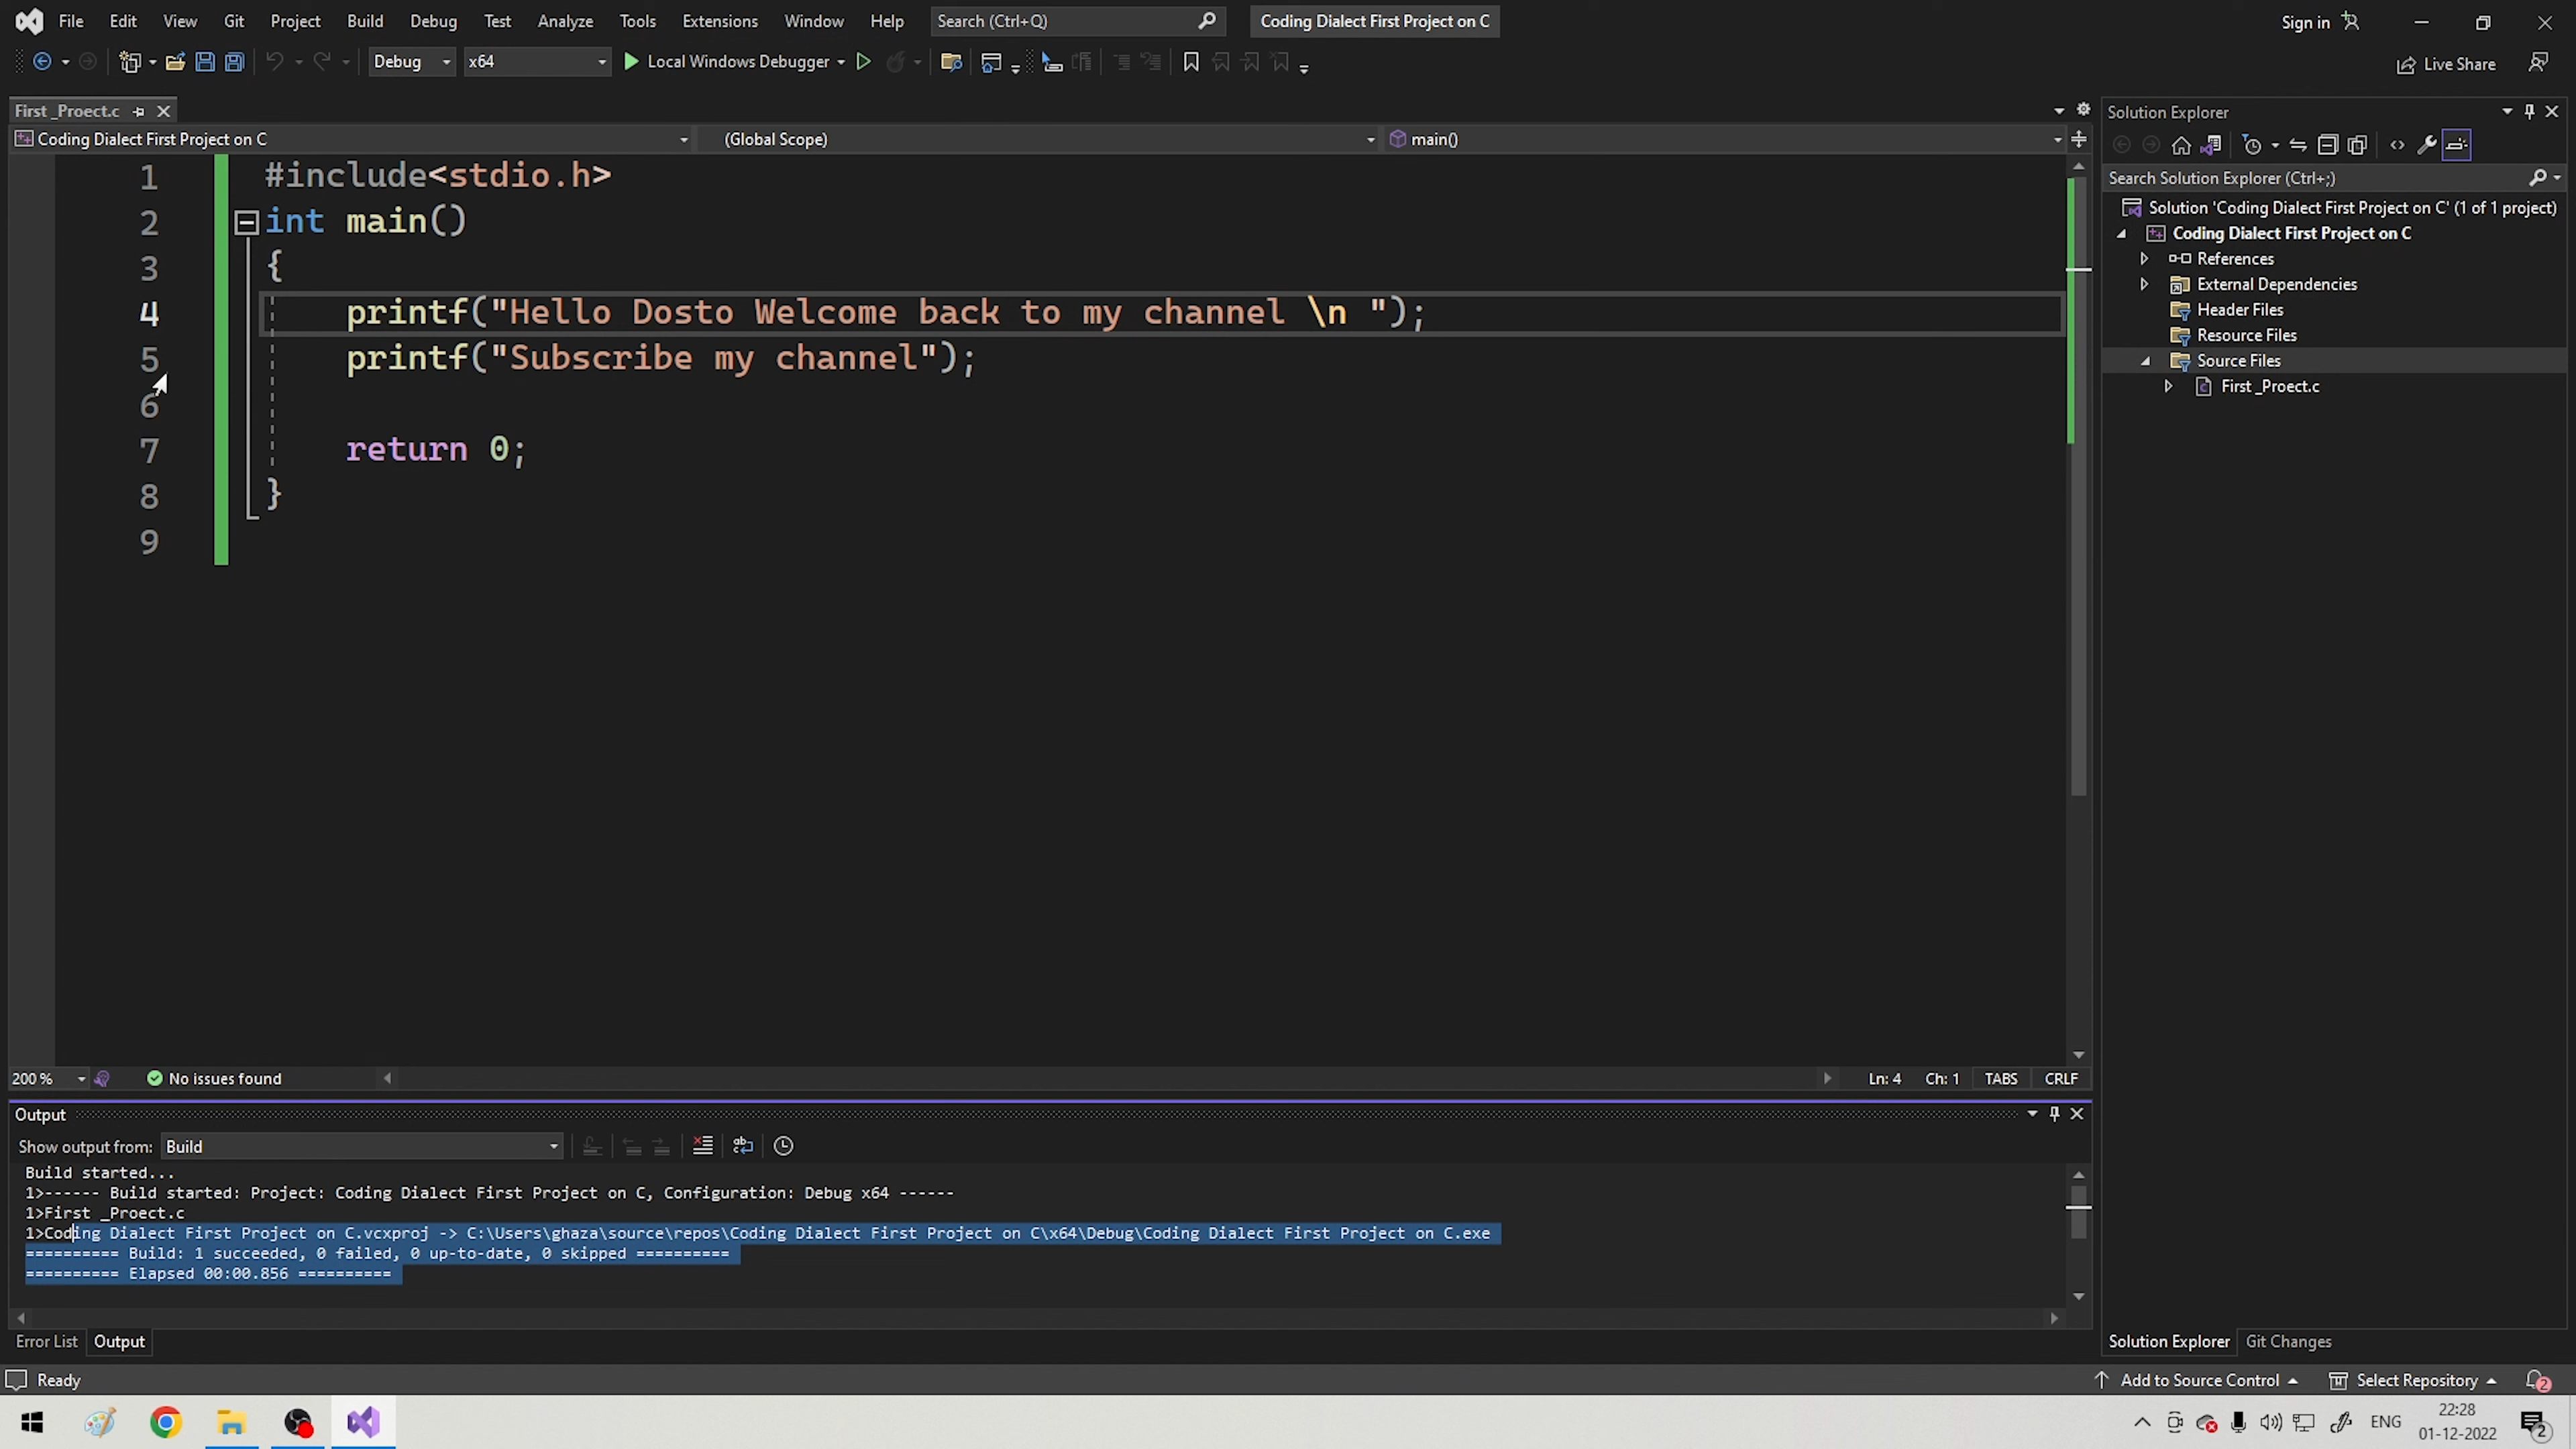 File Edit View Git Project Build Debug Test Analyze Tools Extensions Window Help Search (Ctrl+Q) Coding Dialect First Project on C Sign in
Debug x64 Local Windows Debugger Live Share
First _Proect.c
Coding Dialect First Project on C (Global Scope) main()
1 #include<stdio.h>
2 int main()
3 {
4 printf("Hello Dosto Welcome back to my channel \n ");
5 printf("Subscribe my channel");
6
7 return 0;
8 }
9
200 % No issues found Ln: 4 Ch: 1 TABS CRLF
Output
Show output from: Build
Build started...
1>------ Build started: Project: Coding Dialect First Project on C, Configuration: Debug x64 ------
1>First _Proect.c
1>Coding Dialect First Project on C.vcxproj -> C:\Users\ghaza\source\repos\Coding Dialect First Project on C\x64\Debug\Coding Dialect First Project on C.exe
========== Build: 1 succeeded, 0 failed, 0 up-to-date, 0 skipped ==========
========== Elapsed 00:00.856 ==========
Error List Output
Solution Explorer
Search Solution Explorer (Ctrl+;)
Solution 'Coding Dialect First Project on C' (1 of 1 project)
Coding Dialect First Project on C
References
External Dependencies
Header Files
Resource Files
Source Files
First _Proect.c
Solution Explorer Git Changes
Ready Add to Source Control Select Repository 2
ENG 22:28
01-12-2022 2